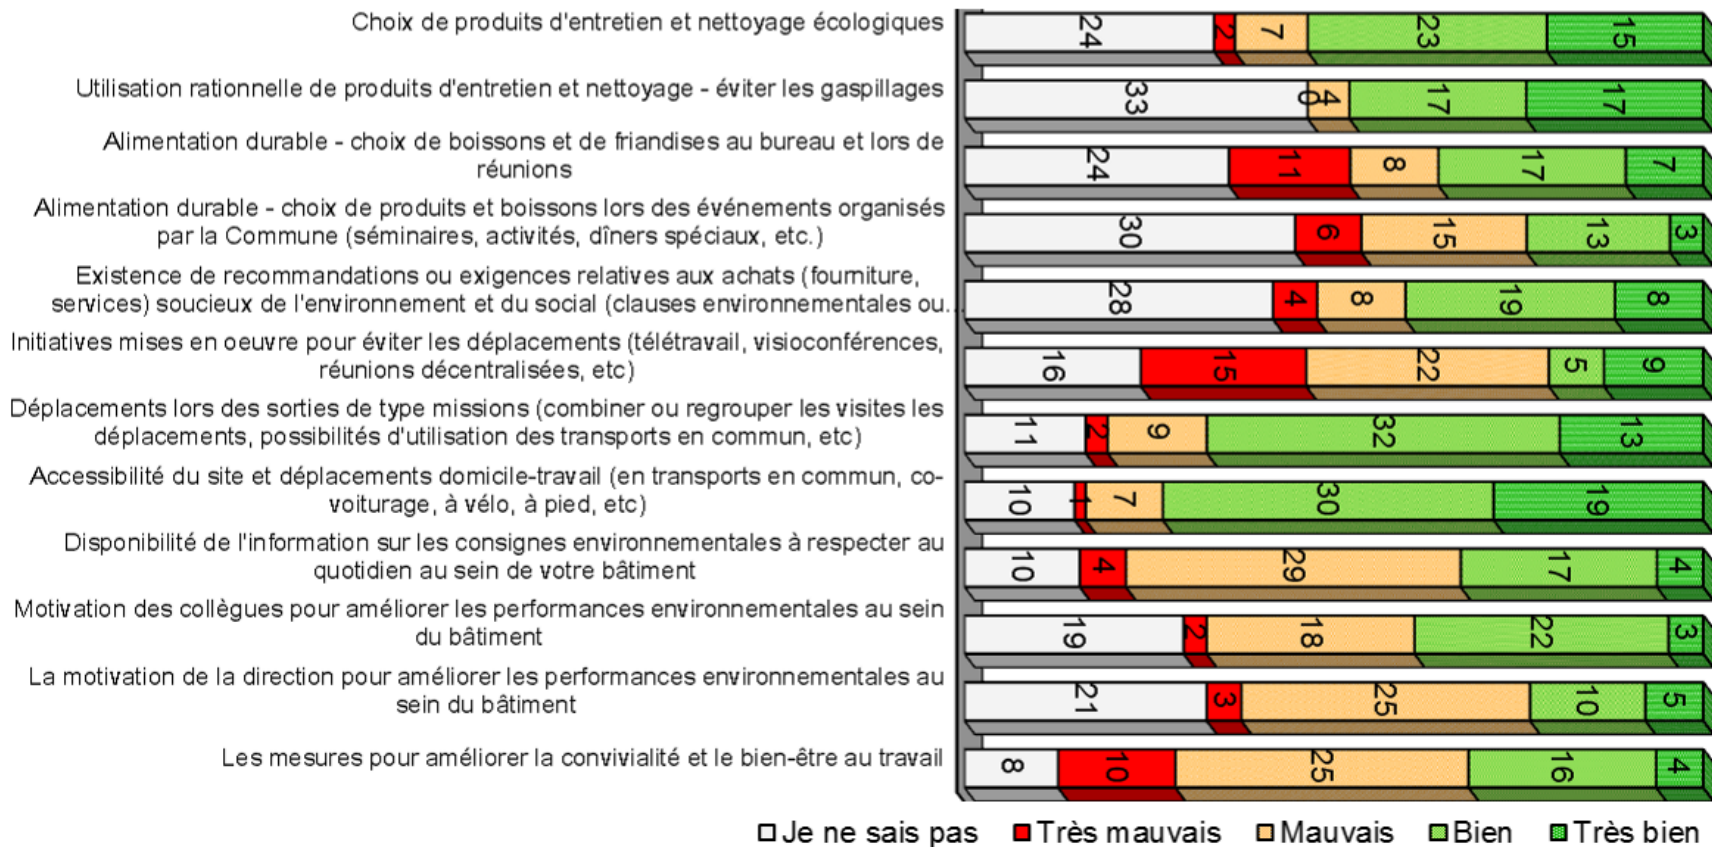 Choix de produits d'entretien et nettoyage écologiques
24 2 7 23 15
Utilisation rationnelle de produits d'entretien et nettoyage - éviter les gaspillages
33 0 4 17 17
Alimentation durable - choix de boissons et de friandises au bureau et lors de
réunions
24 11 8 17 7
Alimentation durable - choix de produits et boissons lors des événements organisés
par la Commune (séminaires, activités, dîners spéciaux, etc.)
30 6 15 13 3
Existence de recommandations ou exigences relatives aux achats (fourniture,
services) soucieux de l'environnement et du social (clauses environnementales ou...
28 4 8 19 8
Initiatives mises en oeuvre pour éviter les déplacements (télétravail, visioconférences,
réunions décentralisées, etc)
16 15 22 5 9
Déplacements lors des sorties de type missions (combiner ou regrouper les visites les
déplacements, possibilités d'utilisation des transports en commun, etc)
11 2 9 32 13
Accessibilité du site et déplacements domicile-travail (en transports en commun, co-
voiturage, à vélo, à pied, etc)
10 1 7 30 19
Disponibilité de l'information sur les consignes environnementales à respecter au
quotidien au sein de votre bâtiment
10 4 29 17 4
Motivation des collègues pour améliorer les performances environnementales au sein
du bâtiment
19 2 18 22 3
La motivation de la direction pour améliorer les performances environnementales au
sein du bâtiment
21 3 25 10 5
Les mesures pour améliorer la convivialité et le bien-être au travail
8 10 25 16 4
Je ne sais pas Très mauvais Mauvais Bien Très bien